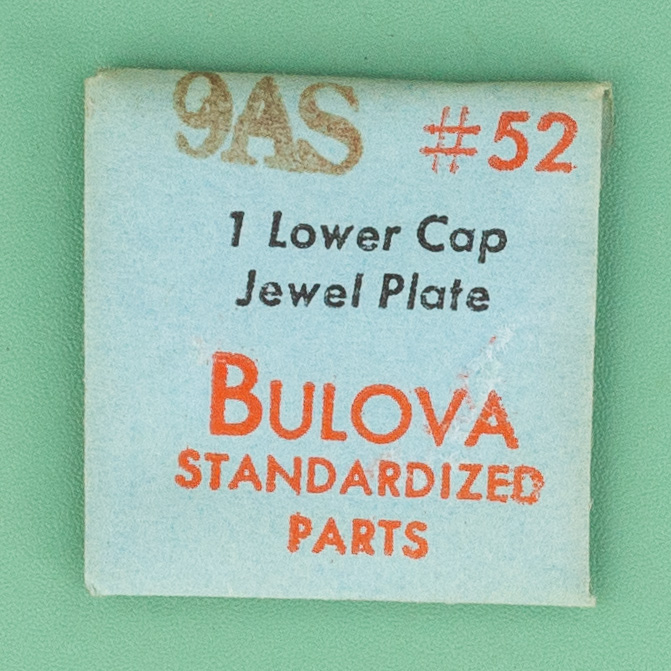 9AS #52
1 Lower Cap
Jewel Plate
BULOVA
STANDARDIZED
PARTS